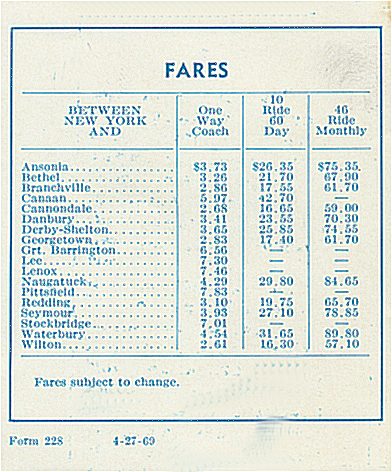 FARES
BETWEEN NEW YORK AND One Way Coach 10 Ride 60 Day 46 Ride Monthly
Ansonia $3.73 $26.35 $75.35
Bethel 3.26 21.70 67.90
Branchville 2.86 17.55 61.70
Canaan 5.97 42.70 —
Cannondale 2.68 16.65 59.00
Danbury 3.41 23.55 70.30
Derby-Shelton 3.65 25.85 74.55
Georgetown 2.83 17.40 61.70
Grt. Barrington 6.56 — —
Lee 7.30 — —
Lenox 7.46 — —
Naugatuck 4.29 29.80 84.65
Pittsfield 7.83 — —
Redding 3.10 19.75 65.70
Seymour 3.93 27.10 78.85
Stockbridge 7.01 — —
Waterbury 4.54 31.65 89.80
Wilton 2.61 16.30 57.10
Fares subject to change.
Form 228 4-27-69